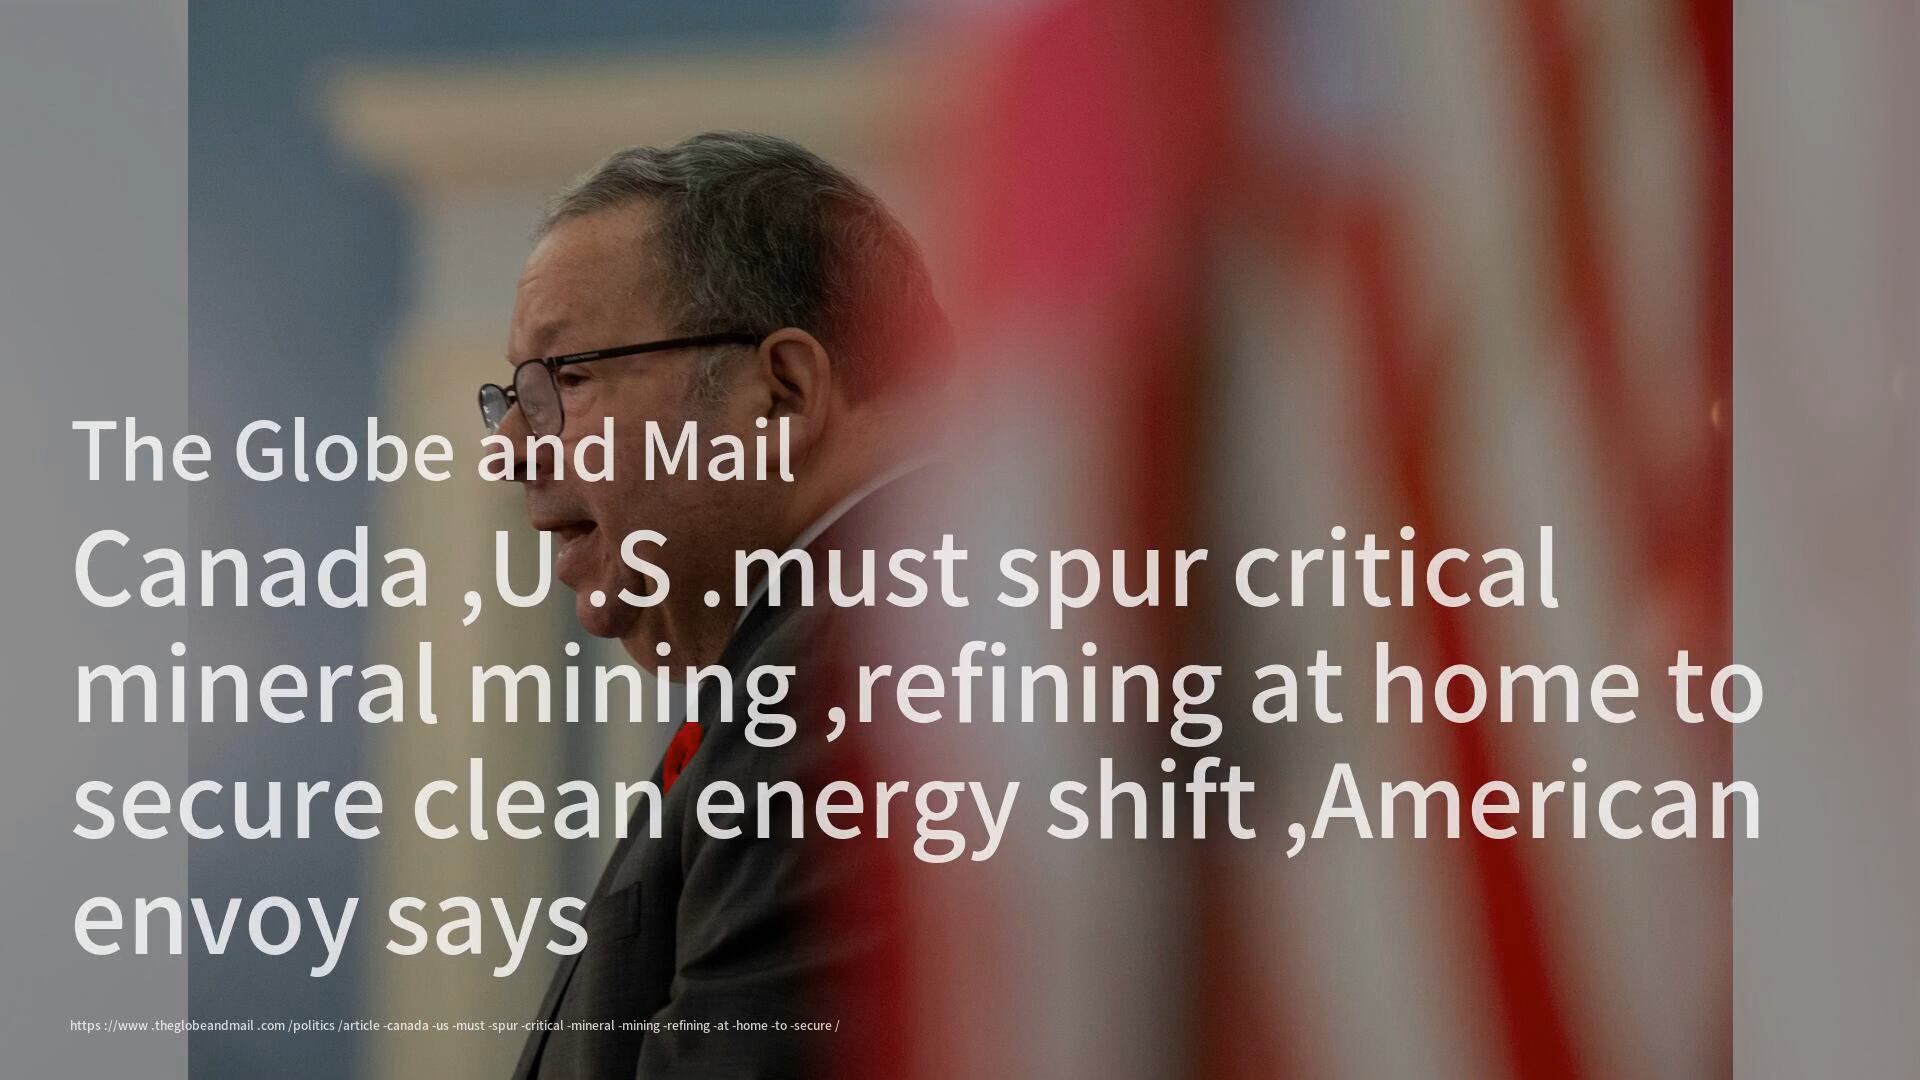 The Globe and Mail
Canada ,U .S .must spur critical
mineral mining ,refining at home to
secure clean energy shift ,American
envoy says
https ://www .theglobeandmail .com /politics /article -canada -us -must -spur -critical -mineral -mining -refining -at -home -to -secure /